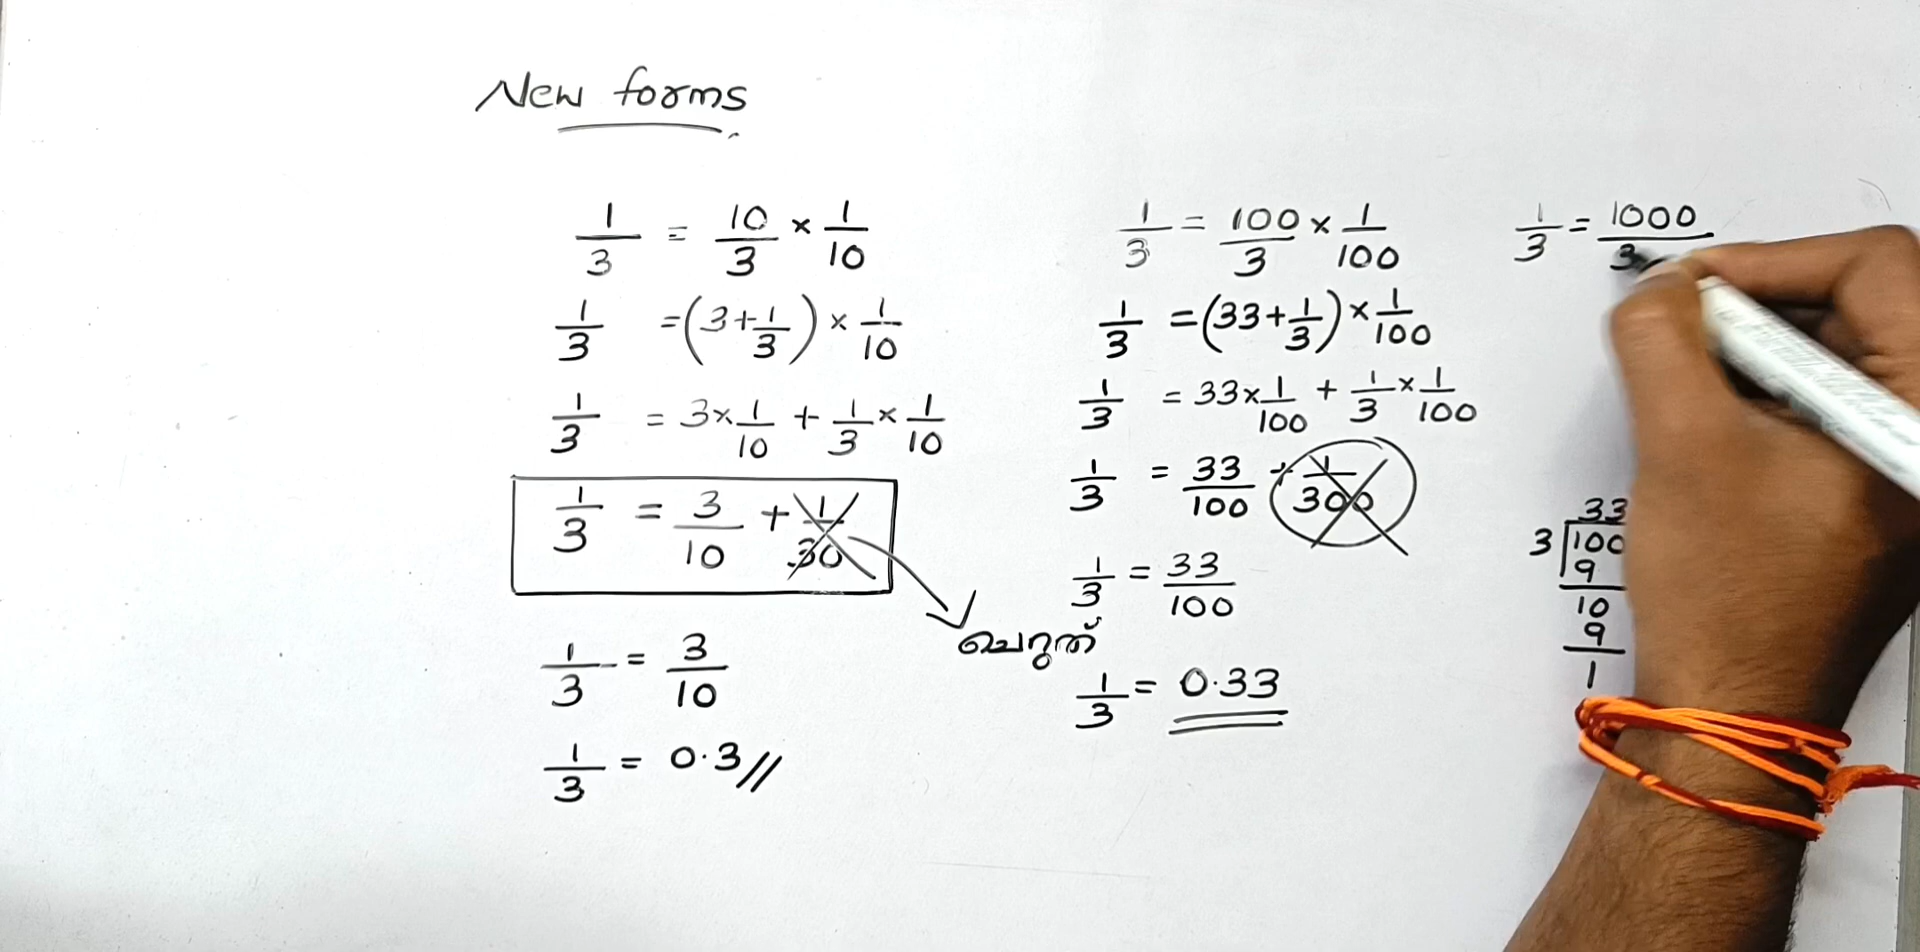 New forms
1/3 = 10/3 × 1/10
1/3 = (3 + 1/3) × 1/10
1/3 = 3 × 1/10 + 1/3 × 1/10
1/3 = 3/10 + 1/30
ചെറുത്
1/3 = 3/10
1/3 = 0.3//
1/3 = 100/3 × 1/100
1/3 = (33 + 1/3) × 1/100
1/3 = 33 × 1/100 + 1/3 × 1/100
1/3 = 33/100 + 1/300
1/3 = 33/100
1/3 = 0.33
1/3 = 1000/3
33
3 100
9
10
9
1